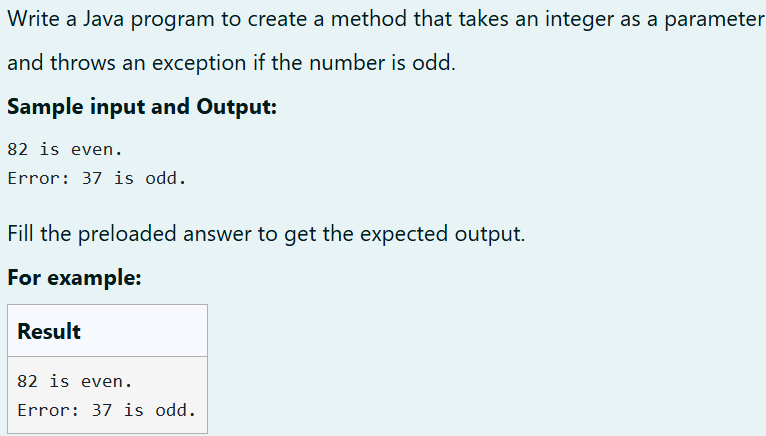 Write a Java program to create a method that takes an integer as a parameter
and throws an exception if the number is odd.
Sample input and Output:
82 is even.
Error: 37 is odd.
Fill the preloaded answer to get the expected output.
For example:
Result
82 is even.
Error: 37 is odd.